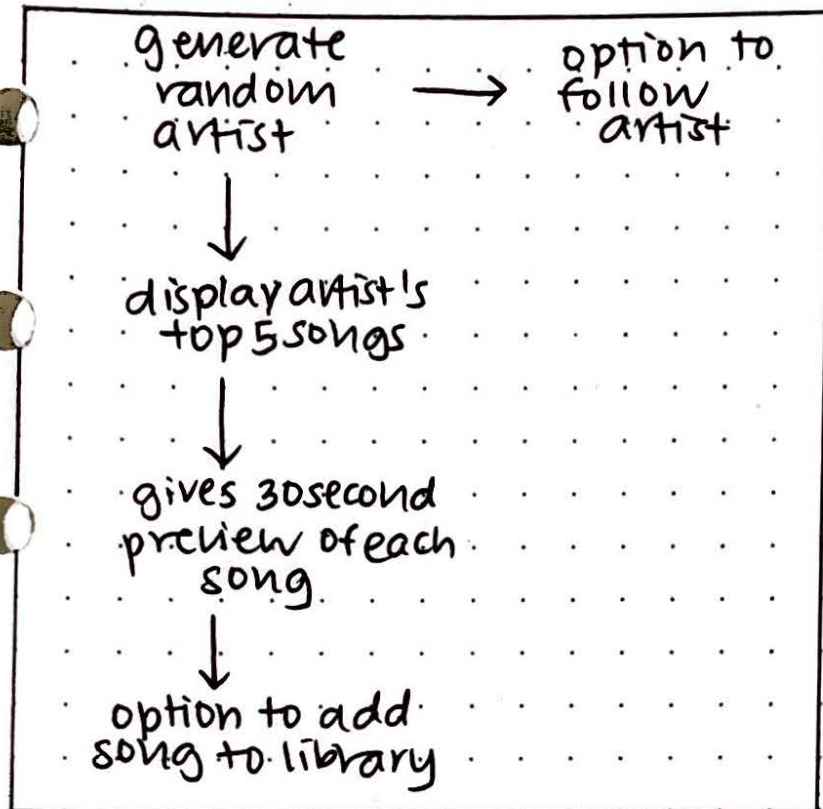 generate
random
artist
option to
follow
artist
display artist's
top 5 songs
gives 30 second
preview of each
song
option to add
song to library